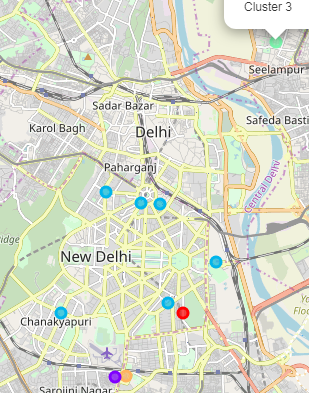 Cluster 3
Seelampur
Sadar Bazar
Karol Bagh
Safeda Basti
Delhi
Paharganj
Central Delhi
New Delhi
Chanakyapuri
Sarojini Nagar